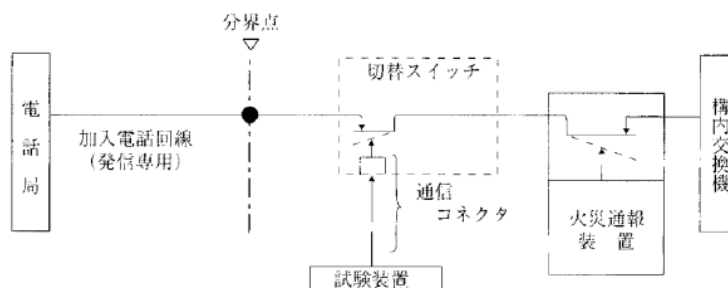 分界点
切替スイッチ
電話局
加入電話回線
（発信専用）
構内交換機
通信
コネクタ
火災通報
装置
試験装置